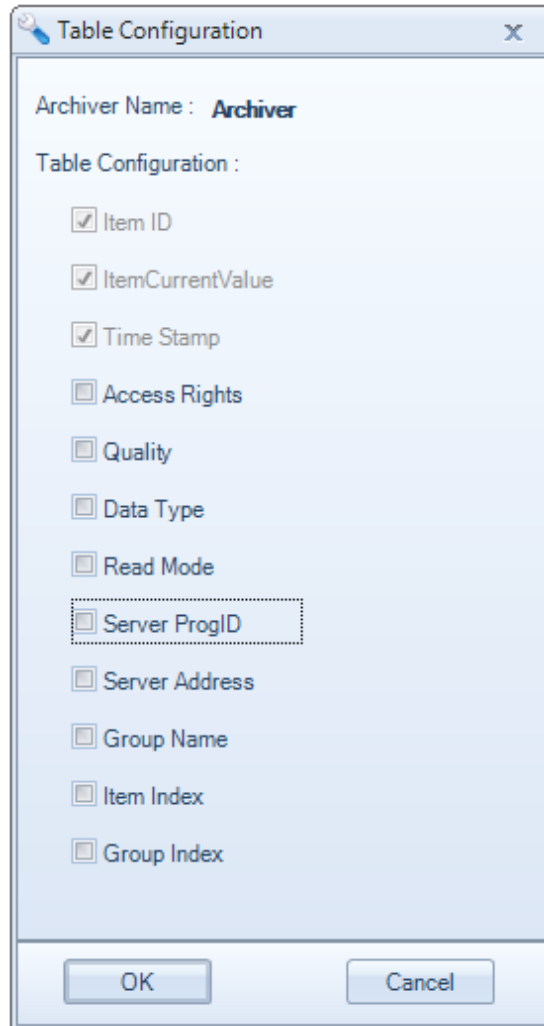 Table Configuration
Archiver Name : Archiver
Table Configuration :
Item ID
ItemCurrentValue
Time Stamp
Access Rights
Quality
Data Type
Read Mode
Server ProgID
Server Address
Group Name
Item Index
Group Index
OK Cancel